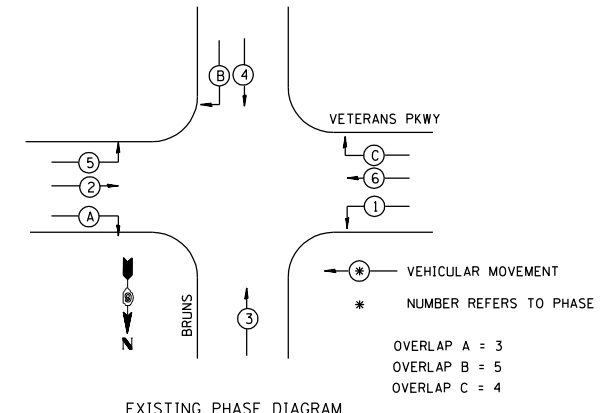 B 4
VETERANS PKWY
5
C
2
6
A
1
* VEHICULAR MOVEMENT
* NUMBER REFERS TO PHASE
BRUNS
3
N
OVERLAP A = 3
OVERLAP B = 5
OVERLAP C = 4
EXISTING PHASE DIAGRAM